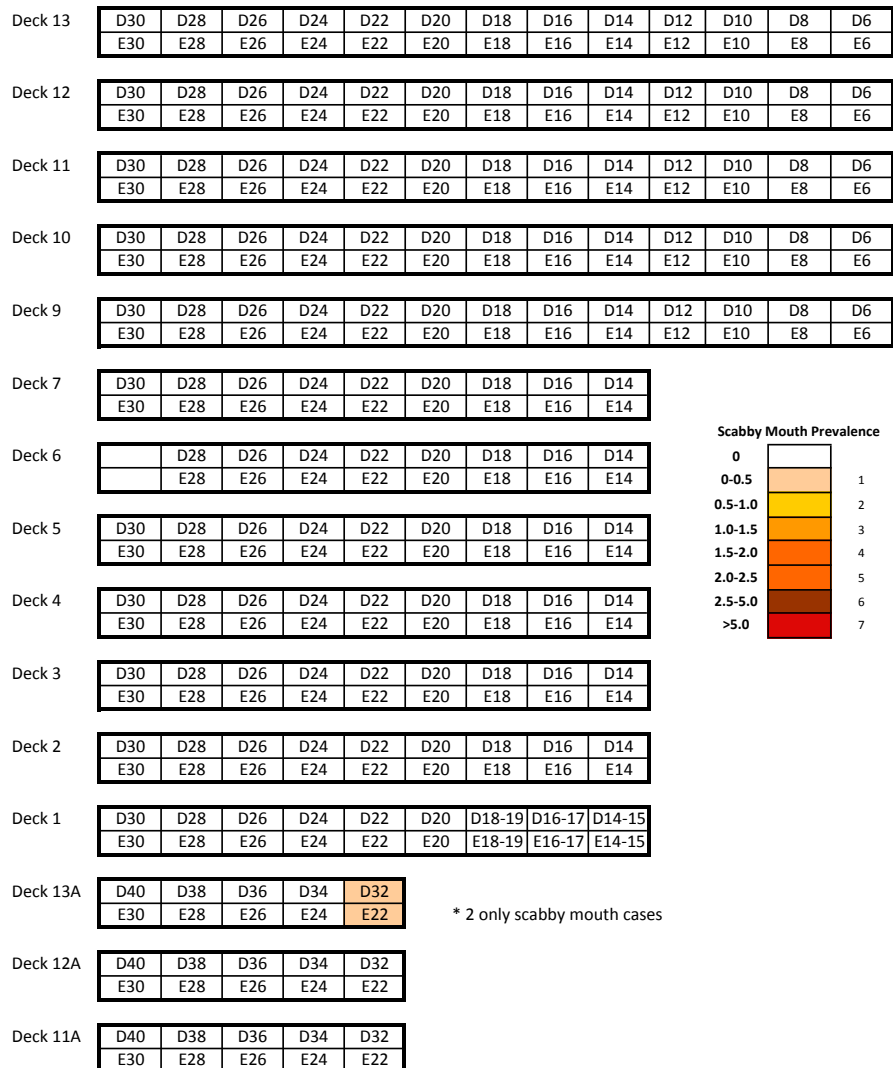 Deck 13 D30 D28 D26 D24 D22 D20 D18 D16 D14 D12 D10 D8 D6
E30 E28 E26 E24 E22 E20 E18 E16 E14 E12 E10 E8 E6
Deck 12 D30 D28 D26 D24 D22 D20 D18 D16 D14 D12 D10 D8 D6
E30 E28 E26 E24 E22 E20 E18 E16 E14 E12 E10 E8 E6
Deck 11 D30 D28 D26 D24 D22 D20 D18 D16 D14 D12 D10 D8 D6
E30 E28 E26 E24 E22 E20 E18 E16 E14 E12 E10 E8 E6
Deck 10 D30 D28 D26 D24 D22 D20 D18 D16 D14 D12 D10 D8 D6
E30 E28 E26 E24 E22 E20 E18 E16 E14 E12 E10 E8 E6
Deck 9 D30 D28 D26 D24 D22 D20 D18 D16 D14 D12 D10 D8 D6
E30 E28 E26 E24 E22 E20 E18 E16 E14 E12 E10 E8 E6
Deck 7 D30 D28 D26 D24 D22 D20 D18 D16 D14
E30 E28 E26 E24 E22 E20 E18 E16 E14
Deck 6 D28 D26 D24 D22 D20 D18 D16 D14
E28 E26 E24 E22 E20 E18 E16 E14
Deck 5 D30 D28 D26 D24 D22 D20 D18 D16 D14
E30 E28 E26 E24 E22 E20 E18 E16 E14
Deck 4 D30 D28 D26 D24 D22 D20 D18 D16 D14
E30 E28 E26 E24 E22 E20 E18 E16 E14
Deck 3 D30 D28 D26 D24 D22 D20 D18 D16 D14
E30 E28 E26 E24 E22 E20 E18 E16 E14
Deck 2 D30 D28 D26 D24 D22 D20 D18 D16 D14
E30 E28 E26 E24 E22 E20 E18 E16 E14
Deck 1 D30 D28 D26 D24 D22 D20 D18-19 D16-17 D14-15
E30 E28 E26 E24 E22 E20 E18-19 E16-17 E14-15
Deck 13A D40 D38 D36 D34 D32
E30 E28 E26 E24 E22 * 2 only scabby mouth cases
Deck 12A D40 D38 D36 D34 D32
E30 E28 E26 E24 E22
Deck 11A D40 D38 D36 D34 D32
E30 E28 E26 E24 E22
Scabby Mouth Prevalence
0
0-0.5 1
0.5-1.0 2
1.0-1.5 3
1.5-2.0 4
2.0-2.5 5
2.5-5.0 6
>5.0 7